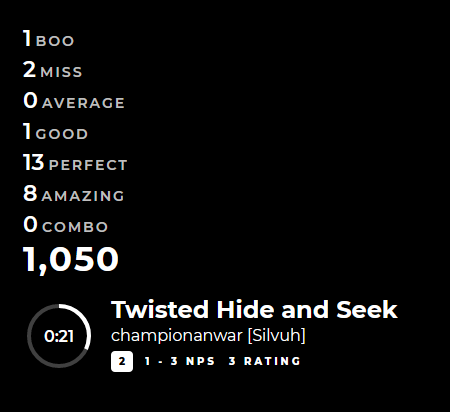 1 BOO
2 MISS
0 AVERAGE
1 GOOD
13 PERFECT
8 AMAZING
0 COMBO
1,050
0:21
Twisted Hide and Seek
championanwar [Silvuh]
2 1 - 3 NPS 3 RATING